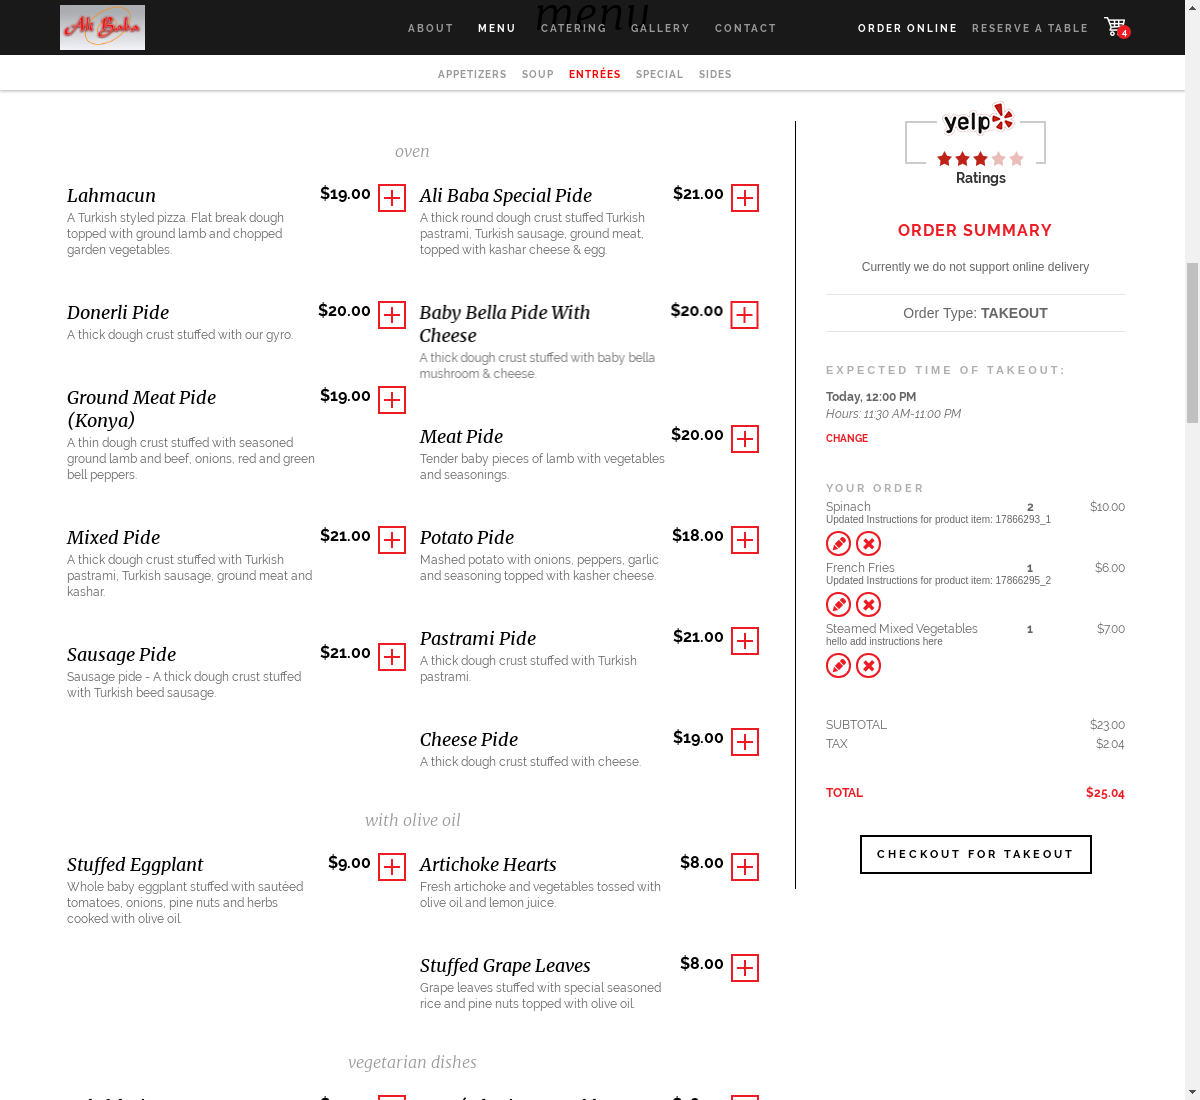 menu
Ali Baba
ABOUT MENU CATERING GALLERY CONTACT ORDER ONLINE RESERVE A TABLE 4
APPETIZERS SOUP ENTRÉES SPECIAL SIDES
oven
Lahmacun $19.00
A Turkish styled pizza. Flat break dough
topped with ground lamb and chopped
garden vegetables.
Donerli Pide $20.00
A thick dough crust stuffed with our gyro.
Ground Meat Pide $19.00
(Konya)
A thin dough crust stuffed with seasoned
ground lamb and beef, onions, red and green
bell peppers.
Mixed Pide $21.00
A thick dough crust stuffed with Turkish
pastrami, Turkish sausage, ground meat and
kashar.
Sausage Pide $21.00
Sausage pide - A thick dough crust stuffed
with Turkish beed sausage.
Ali Baba Special Pide $21.00
A thick round dough crust stuffed Turkish
pastrami, Turkish sausage, ground meat,
topped with kashar cheese & egg.
Baby Bella Pide With $20.00
Cheese
A thick dough crust stuffed with baby bella
mushroom & cheese.
Meat Pide $20.00
Tender baby pieces of lamb with vegetables
and seasonings.
Potato Pide $18.00
Mashed potato with onions, peppers, garlic
and seasoning topped with kasher cheese.
Pastrami Pide $21.00
A thick dough crust stuffed with Turkish
pastrami.
Cheese Pide $19.00
A thick dough crust stuffed with cheese.
with olive oil
Stuffed Eggplant $9.00
Whole baby eggplant stuffed with sautéed
tomatoes, onions, pine nuts and herbs
cooked with olive oil.
Artichoke Hearts $8.00
Fresh artichoke and vegetables tossed with
olive oil and lemon juice.
Stuffed Grape Leaves $8.00
Grape leaves stuffed with special seasoned
rice and pine nuts topped with olive oil.
vegetarian dishes
yelp
Ratings
ORDER SUMMARY
Currently we do not support online delivery
Order Type: TAKEOUT
EXPECTED TIME OF TAKEOUT:
Today, 12:00 PM
Hours: 11:30 AM-11:00 PM
CHANGE
YOUR ORDER
Spinach 2 $10.00
Updated Instructions for product item: 17866293_1
French Fries 1 $6.00
Updated Instructions for product item: 17866295_2
Steamed Mixed Vegetables 1 $7.00
hello add instructions here
SUBTOTAL $23.00
TAX $2.04
TOTAL $25.04
CHECKOUT FOR TAKEOUT